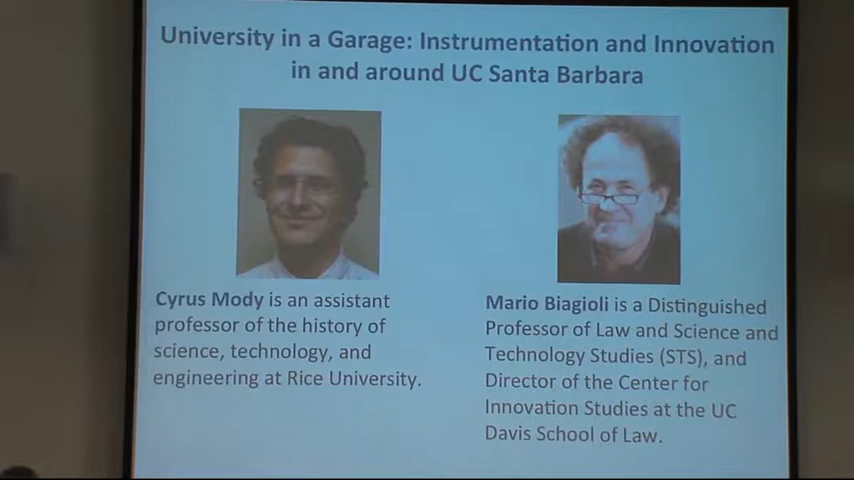 University in a Garage: Instrumentation and Innovation
in and around UC Santa Barbara
Cyrus Mody is an assistant
professor of the history of
science, technology, and
engineering at Rice University.
Mario Biagioli is a Distinguished
Professor of Law and Science and
Technology Studies (STS), and
Director of the Center for
Innovation Studies at the UC
Davis School of Law.